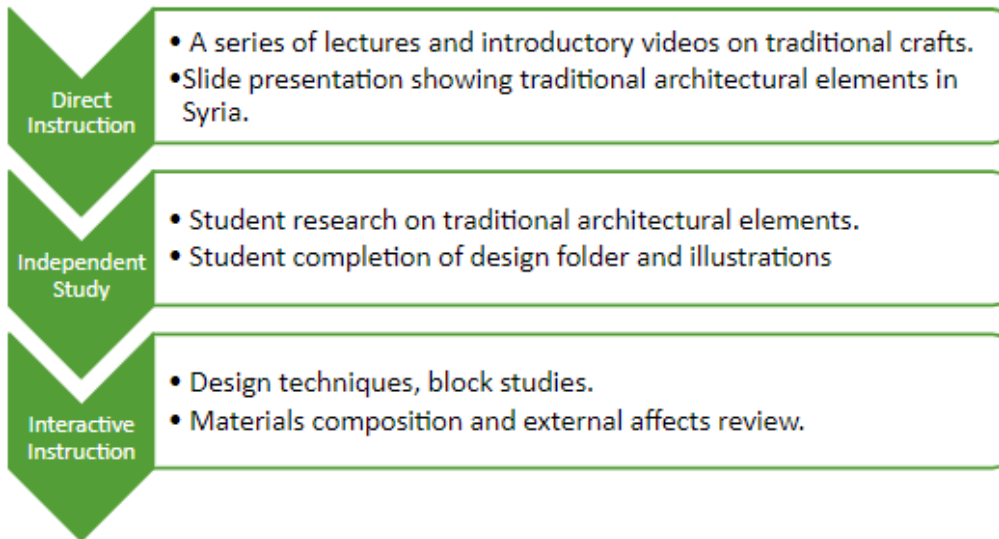 Direct
Instruction
• A series of lectures and introductory videos on traditional crafts.
•Slide presentation showing traditional architectural elements in
Syria.
Independent
Study
• Student research on traditional architectural elements.
• Student completion of design folder and illustrations
Interactive
Instruction
• Design techniques, block studies.
• Materials composition and external affects review.